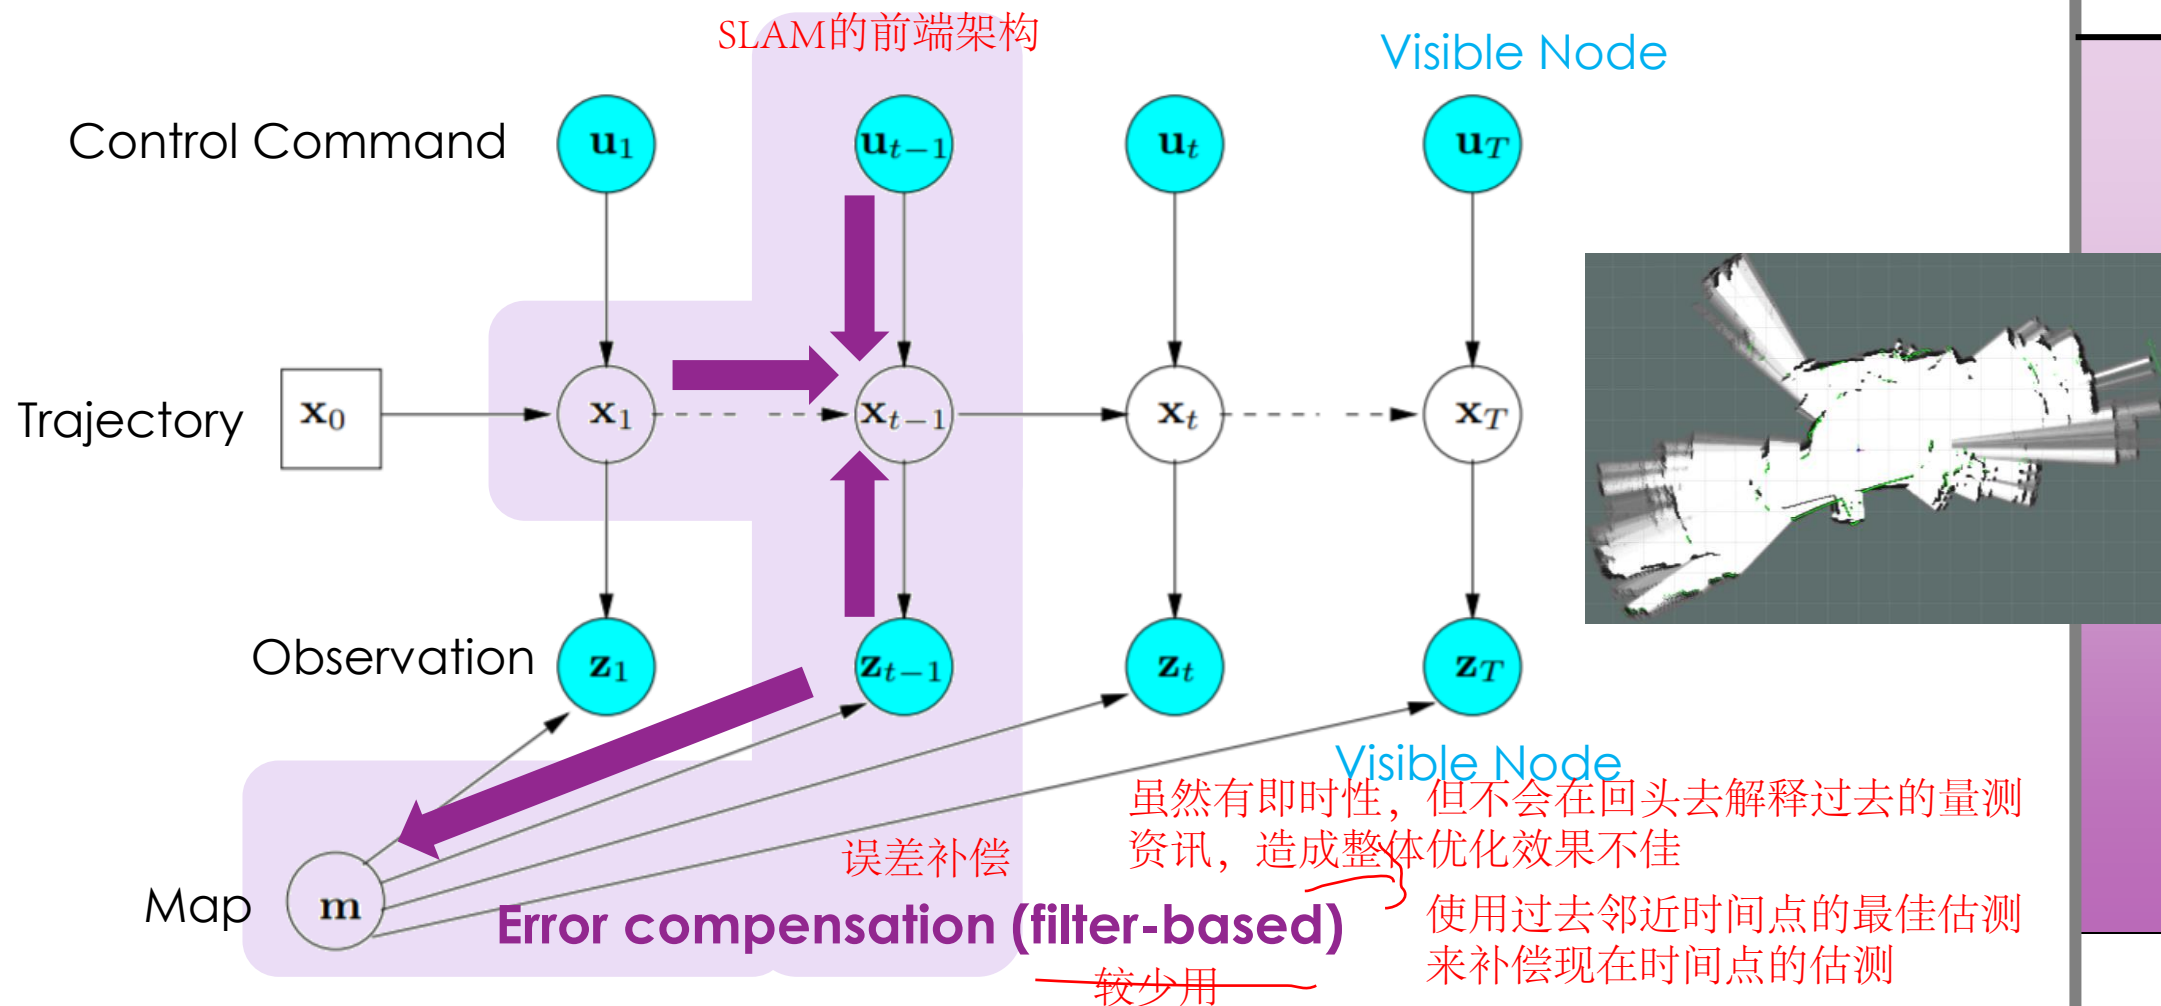 SLAM的前端架构
Visible Node
Control Command
u₁
uₜ₋₁
uₜ
u_T
Trajectory
x₀
x₁
xₜ₋₁
xₜ
x_T
Observation
z₁
zₜ₋₁
zₜ
z_T
Visible Node
虽然有即时性，但不会在回头去解释过去的量测
资讯，造成整体优化效果不佳
误差补偿
Map
m
Error compensation (filter-based)
使用过去邻近时间点的最佳估测
来补偿现在时间点的估测
较少用